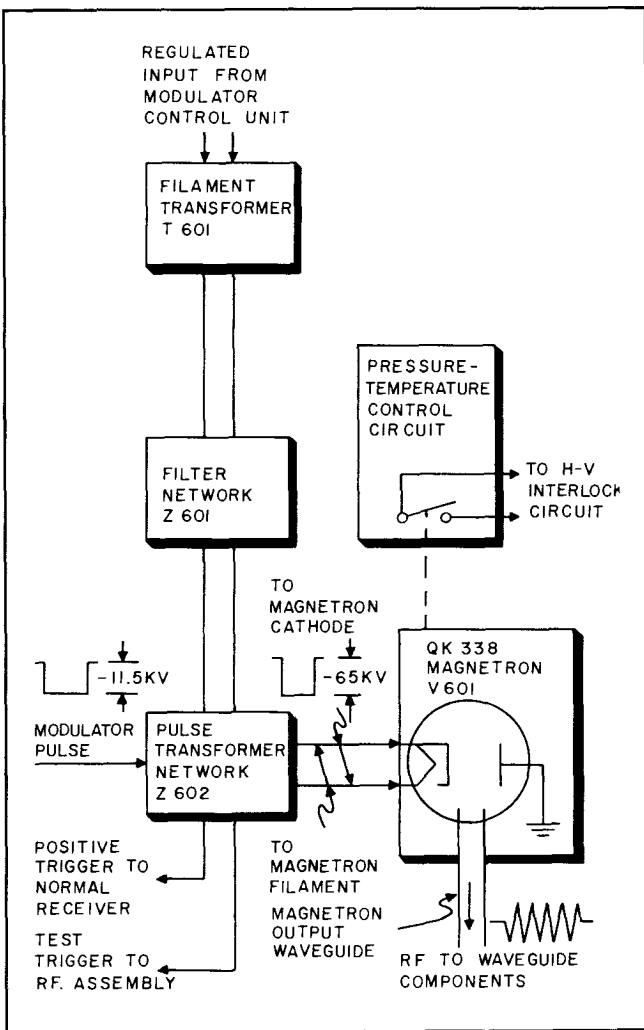 REGULATED
INPUT FROM
MODULATOR
CONTROL UNIT
FILAMENT
TRANSFORMER
T 601
PRESSURE-
TEMPERATURE
CONTROL
CIRCUIT
TO H-V
INTERLOCK
CIRCUIT
FILTER
NETWORK
Z 601
TO
MAGNETRON
CATHODE
QK 338
MAGNETRON
V 601
-11.5KV
-65KV
MODULATOR
PULSE
PULSE
TRANSFORMER
NETWORK
Z 602
POSITIVE
TRIGGER TO
NORMAL
RECEIVER
TO
MAGNETRON
FILAMENT
MAGNETRON
OUTPUT
WAVEGUIDE
TEST
TRIGGER TO
R.F. ASSEMBLY
RF TO WAVEGUIDE
COMPONENTS